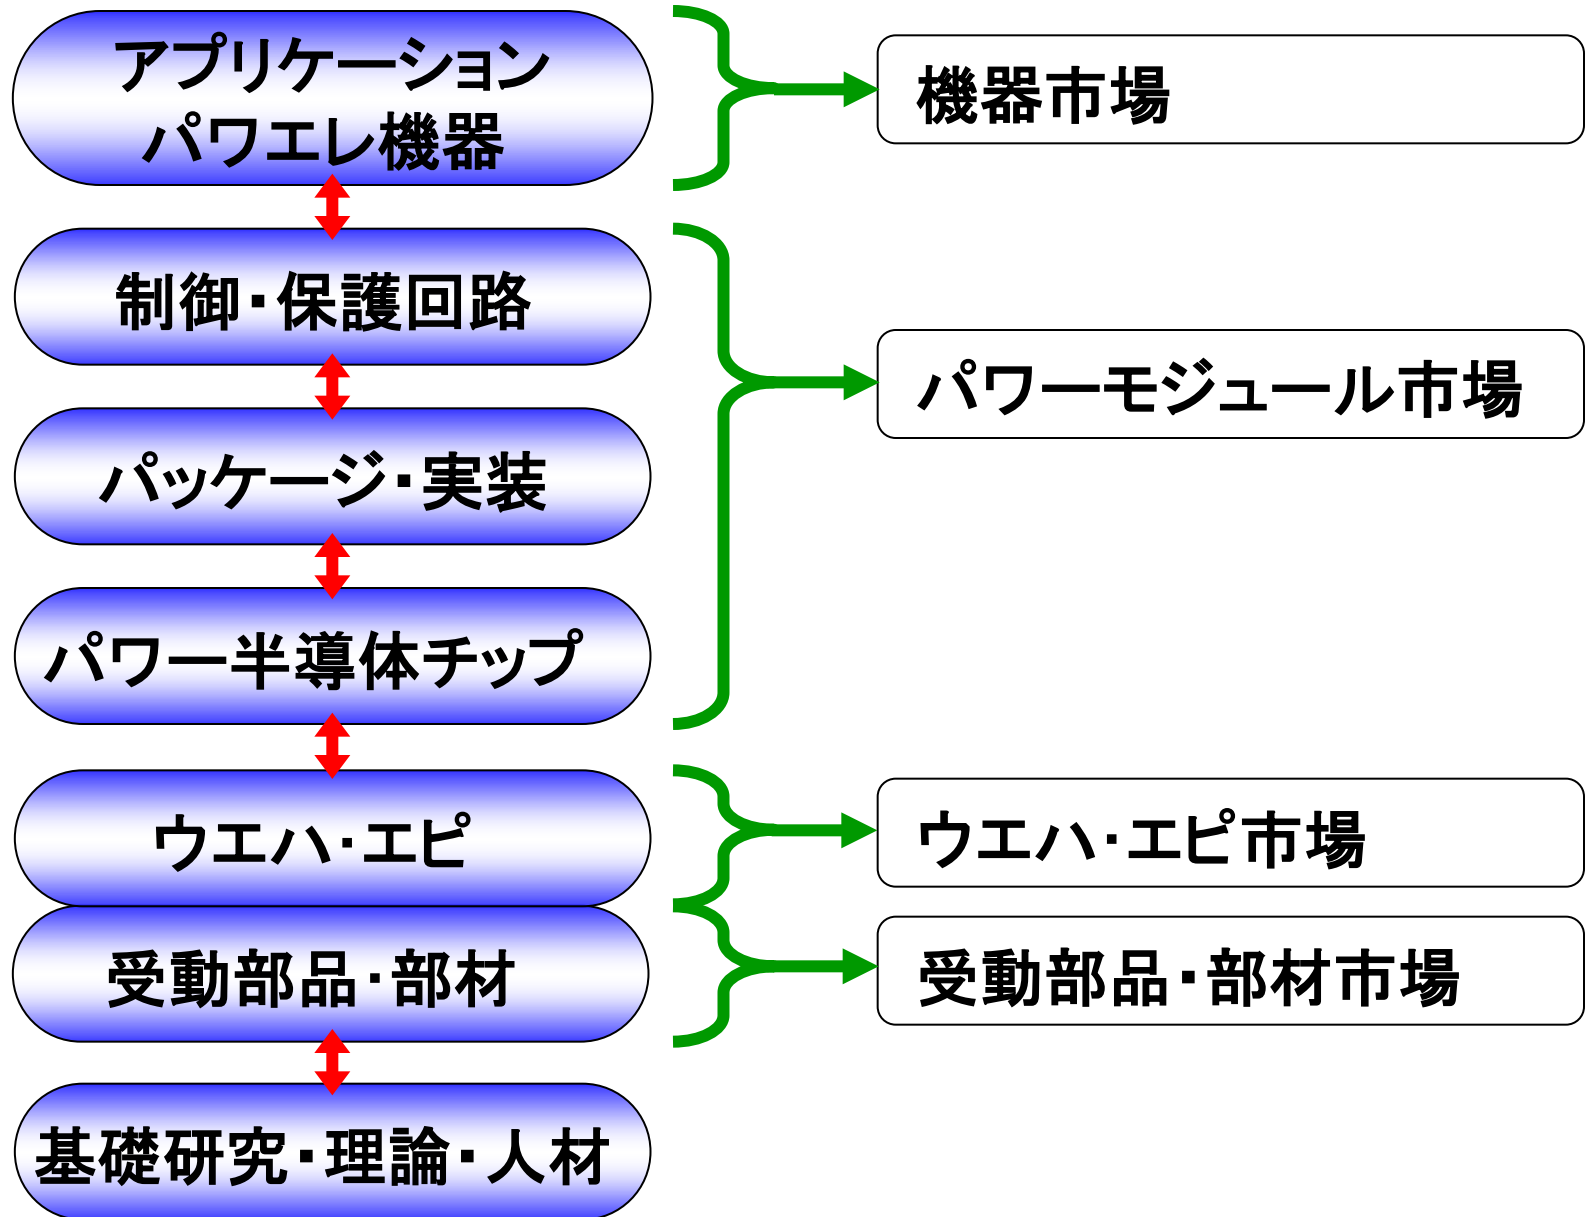 アプリケーション
パワエレ機器
機器市場
制御・保護回路
パワーモジュール市場
パッケージ・実装
パワー半導体チップ
ウエハ・エピ
ウエハ・エピ市場
受動部品・部材
受動部品・部材市場
基礎研究・理論・人材